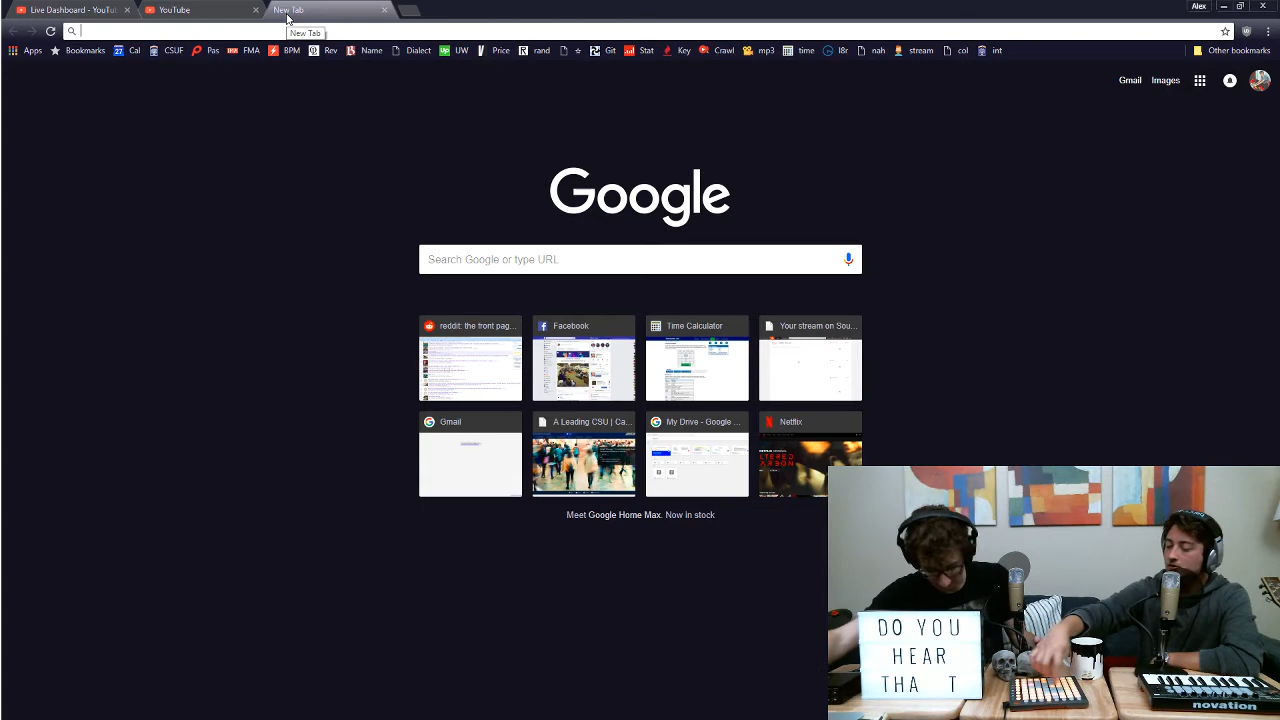 Live Dashboard - YouTu
YouTube
New Tab
Alex
New Tab
Apps
Bookmarks
27 Cal
CSUF
Pas
FMA
BPM
Rev
Name
Dialect
Up UW
Price
R rand
Git
Stat
Key
Crawl
mp3
time
l8r
nah
stream
col
int
Other bookmarks
Gmail
Images
Google
Search Google or type URL
reddit: the front pag...
Facebook
Time Calculator
Your stream on Sou...
Gmail
A Leading CSU | Ca...
My Drive - Google ...
Netflix
Meet Google Home Max. Now in stock
DO YOU
HEAR
THA T
novation